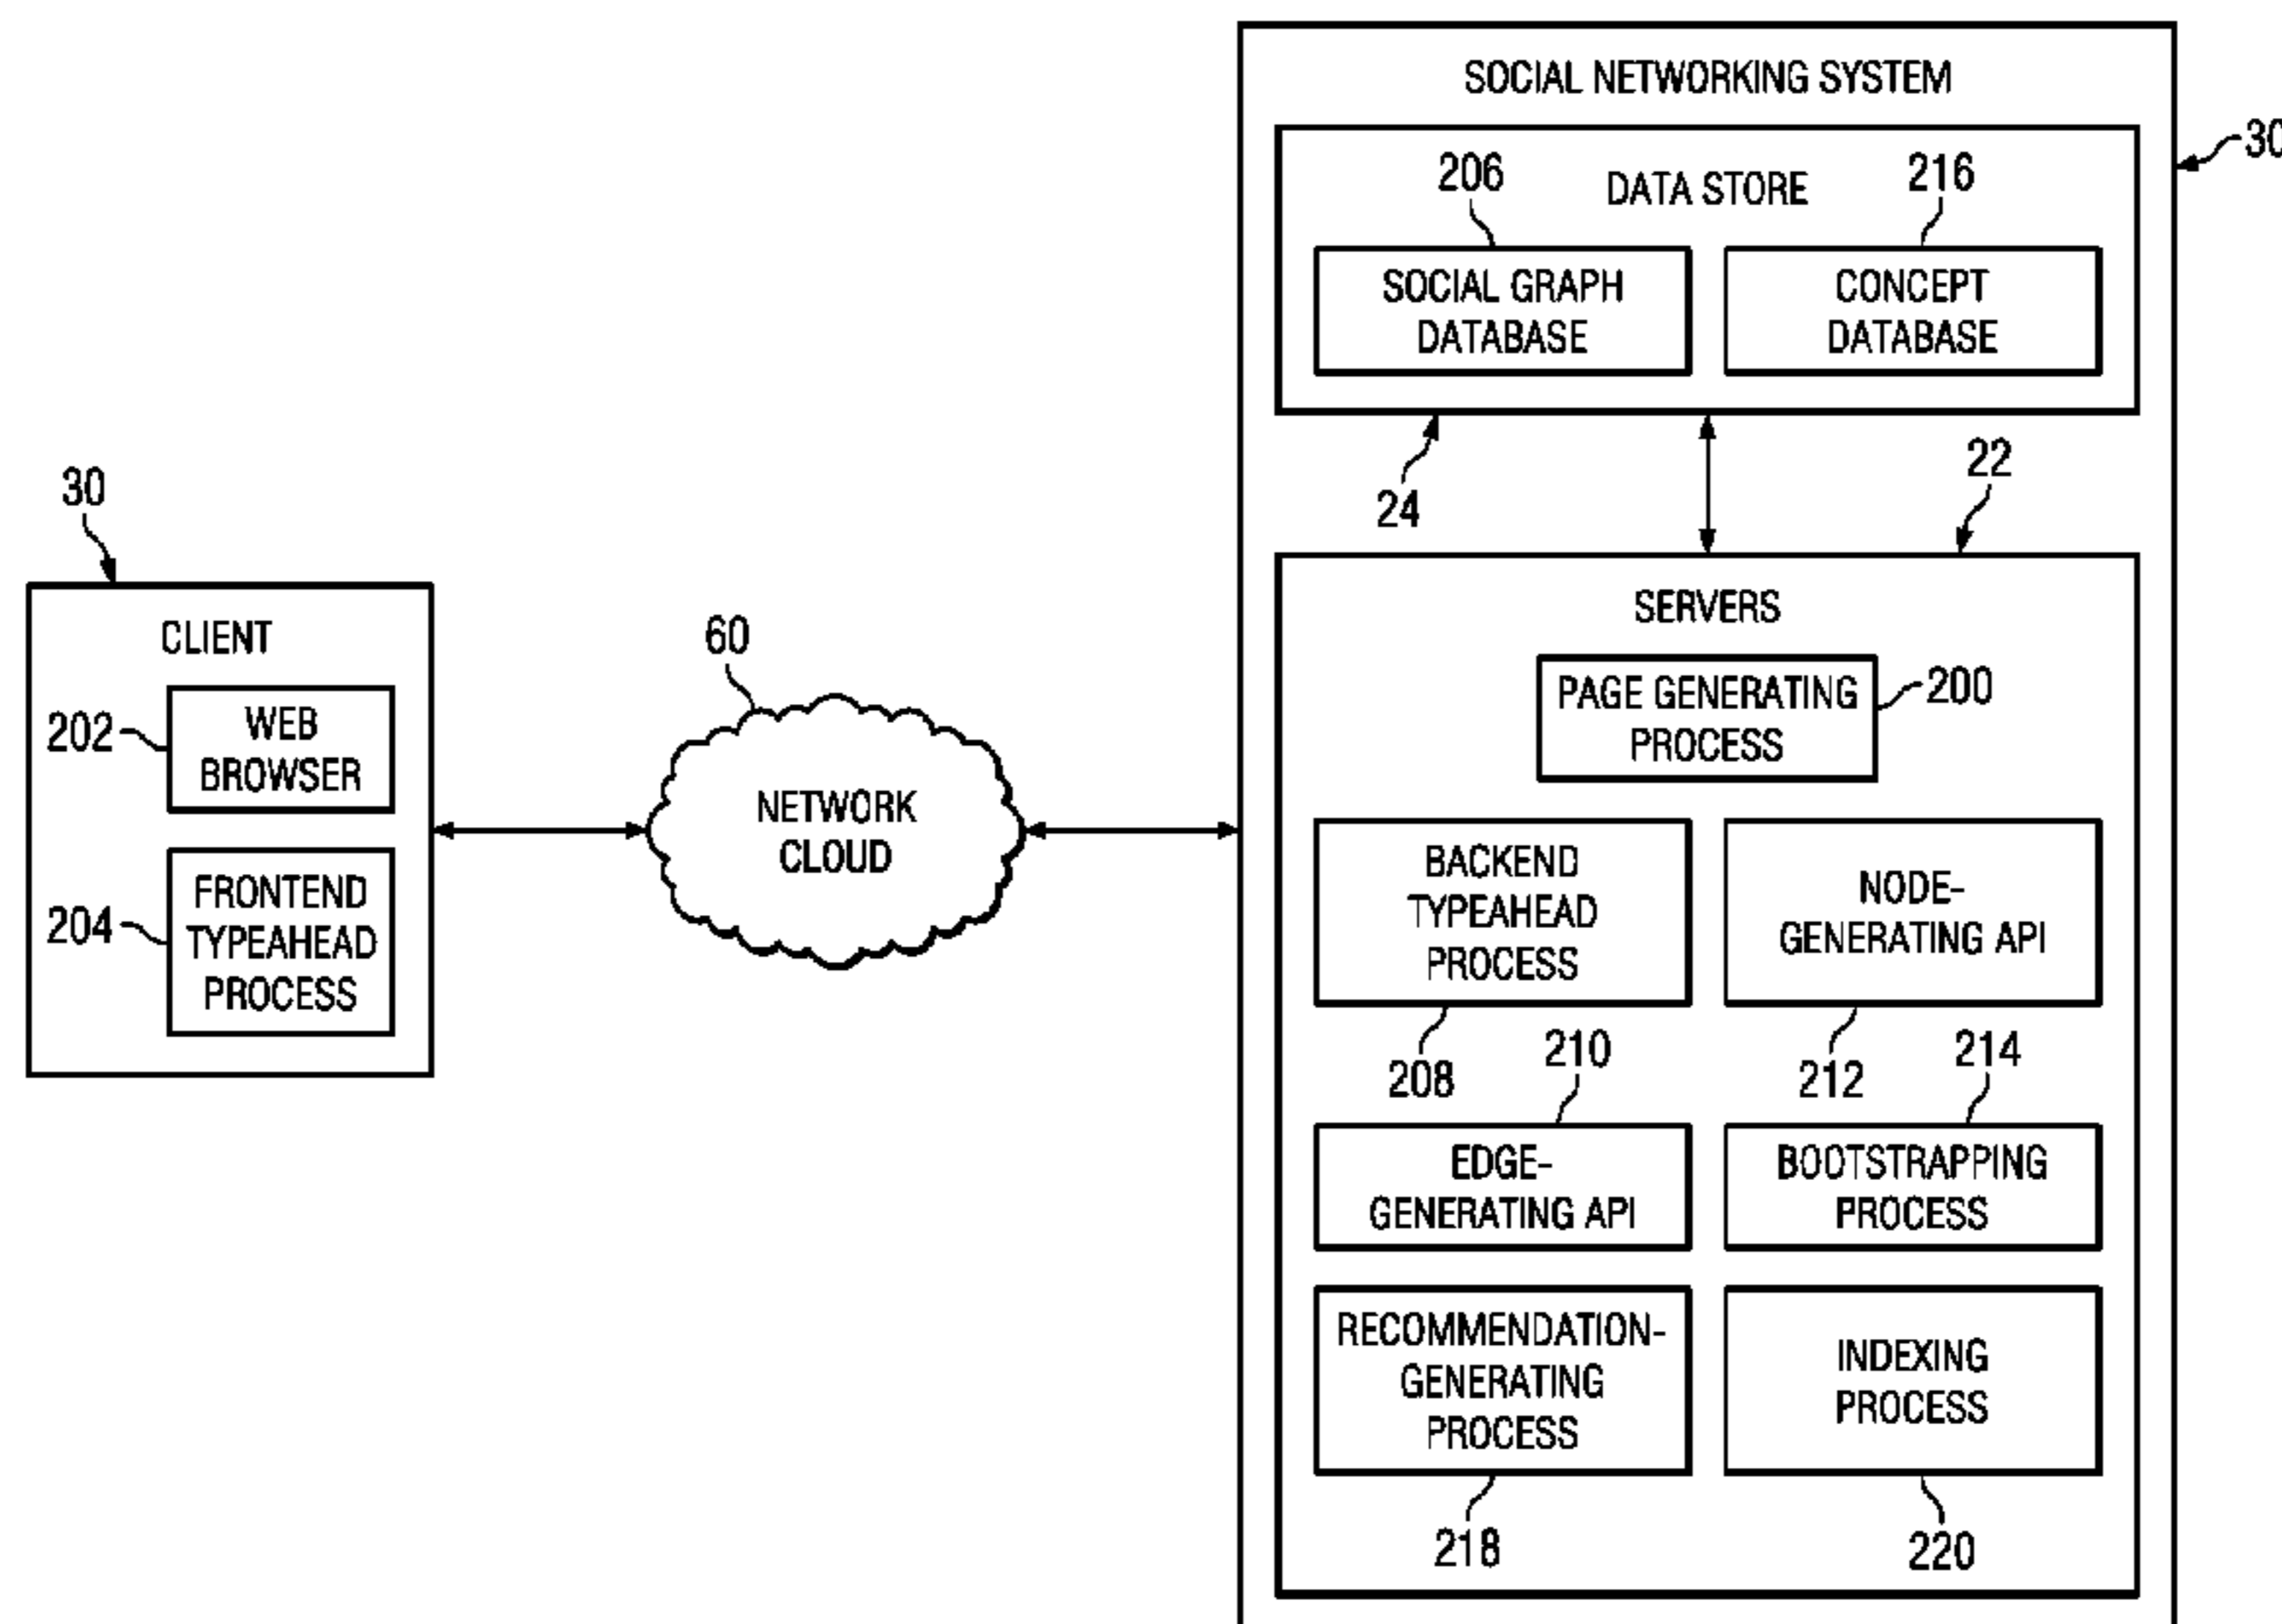 SOCIAL NETWORKING SYSTEM
30
206
DATA STORE
216
SOCIAL GRAPH
DATABASE
CONCEPT
DATABASE
24
22
30
CLIENT
202
WEB
BROWSER
204
FRONTEND
TYPEAHEAD
PROCESS
60
NETWORK
CLOUD
SERVERS
PAGE GENERATING
PROCESS
200
BACKEND
TYPEAHEAD
PROCESS
208
NODE-
GENERATING API
212
210
EDGE-
GENERATING API
214
BOOTSTRAPPING
PROCESS
RECOMMENDATION-
GENERATING
PROCESS
218
INDEXING
PROCESS
220